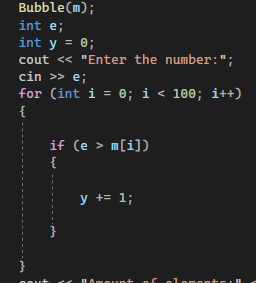 Bubble(m);
int e;
int y = 0;
cout << "Enter the number:";
cin >> e;
for (int i = 0; i < 100; i++)
{
if (e > m[i])
{
y += 1;
}
}
cout << "Amount of elements:" <